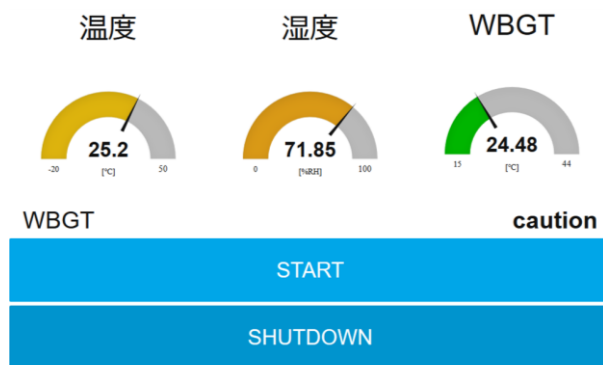 温度 湿度 WBGT
25.2 71.85 24.48
-20 [℃] 50 0 [%RH] 100 15 [℃] 44
WBGT caution
START
SHUTDOWN